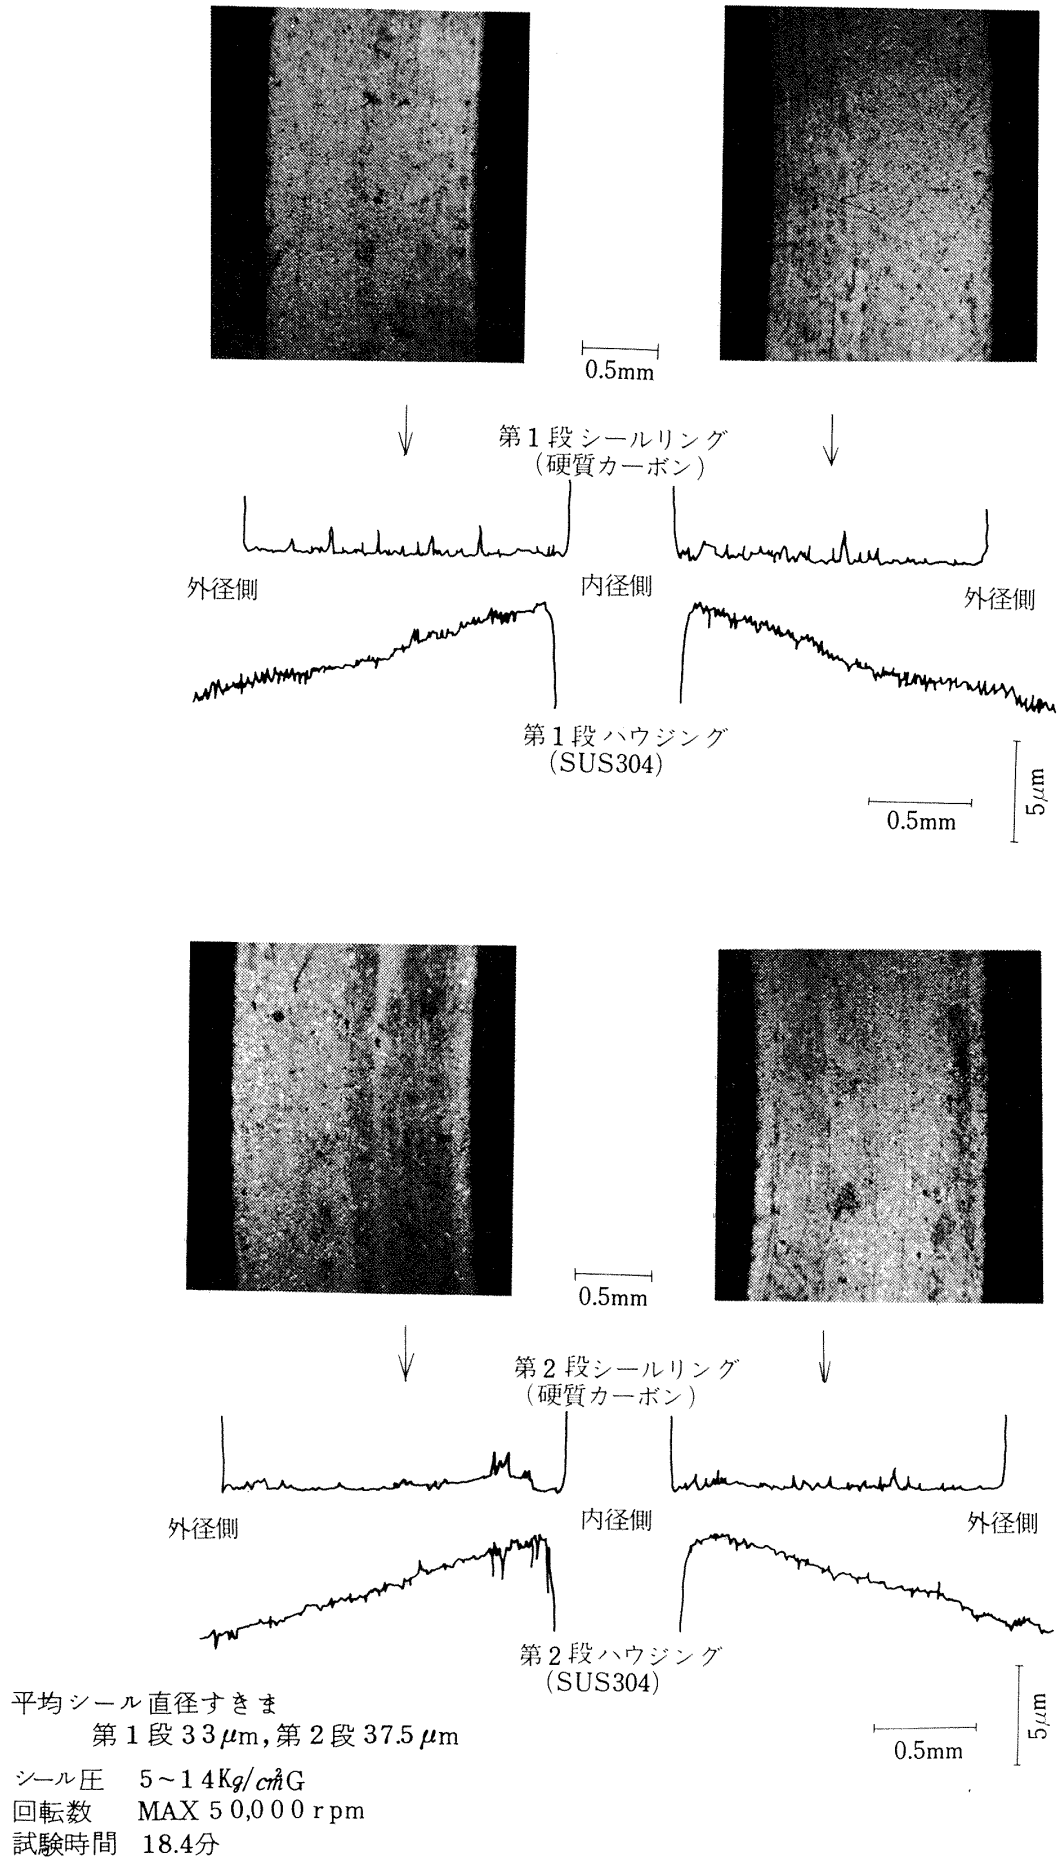 0.5mm
第1段シールリング
(硬質カーボン)
外径側
内径側
外径側
第1段ハウジング
(SUS304)
0.5mm
5μm
0.5mm
第2段シールリング
(硬質カーボン)
外径側
内径側
外径側
第2段ハウジング
(SUS304)
0.5mm
5μm
平均シール直径すきま
第1段33μm,第2段37.5μm
シール圧 5~14Kg/cm²G
回転数 MAX 50,000rpm
試験時間 18.4分